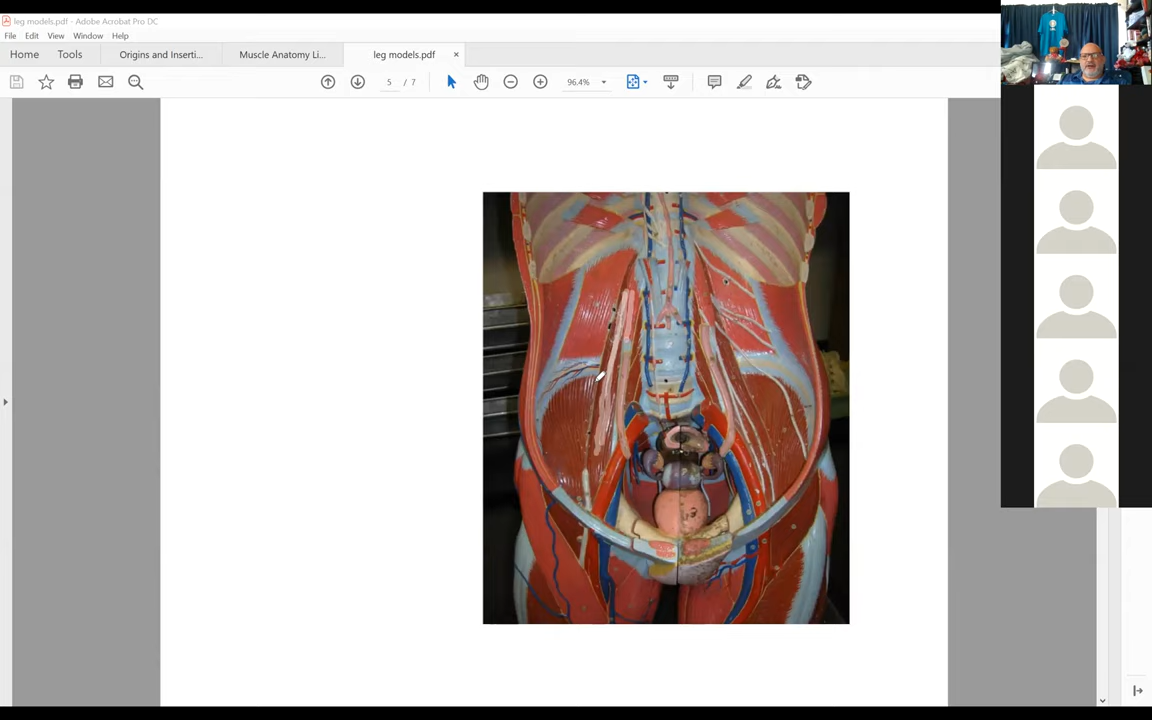 leg models.pdf - Adobe Acrobat Pro DC
File Edit View Window Help
Home Tools Origins and Inserti... Muscle Anatomy Li... leg models.pdf ×
5 / 7 96.4%